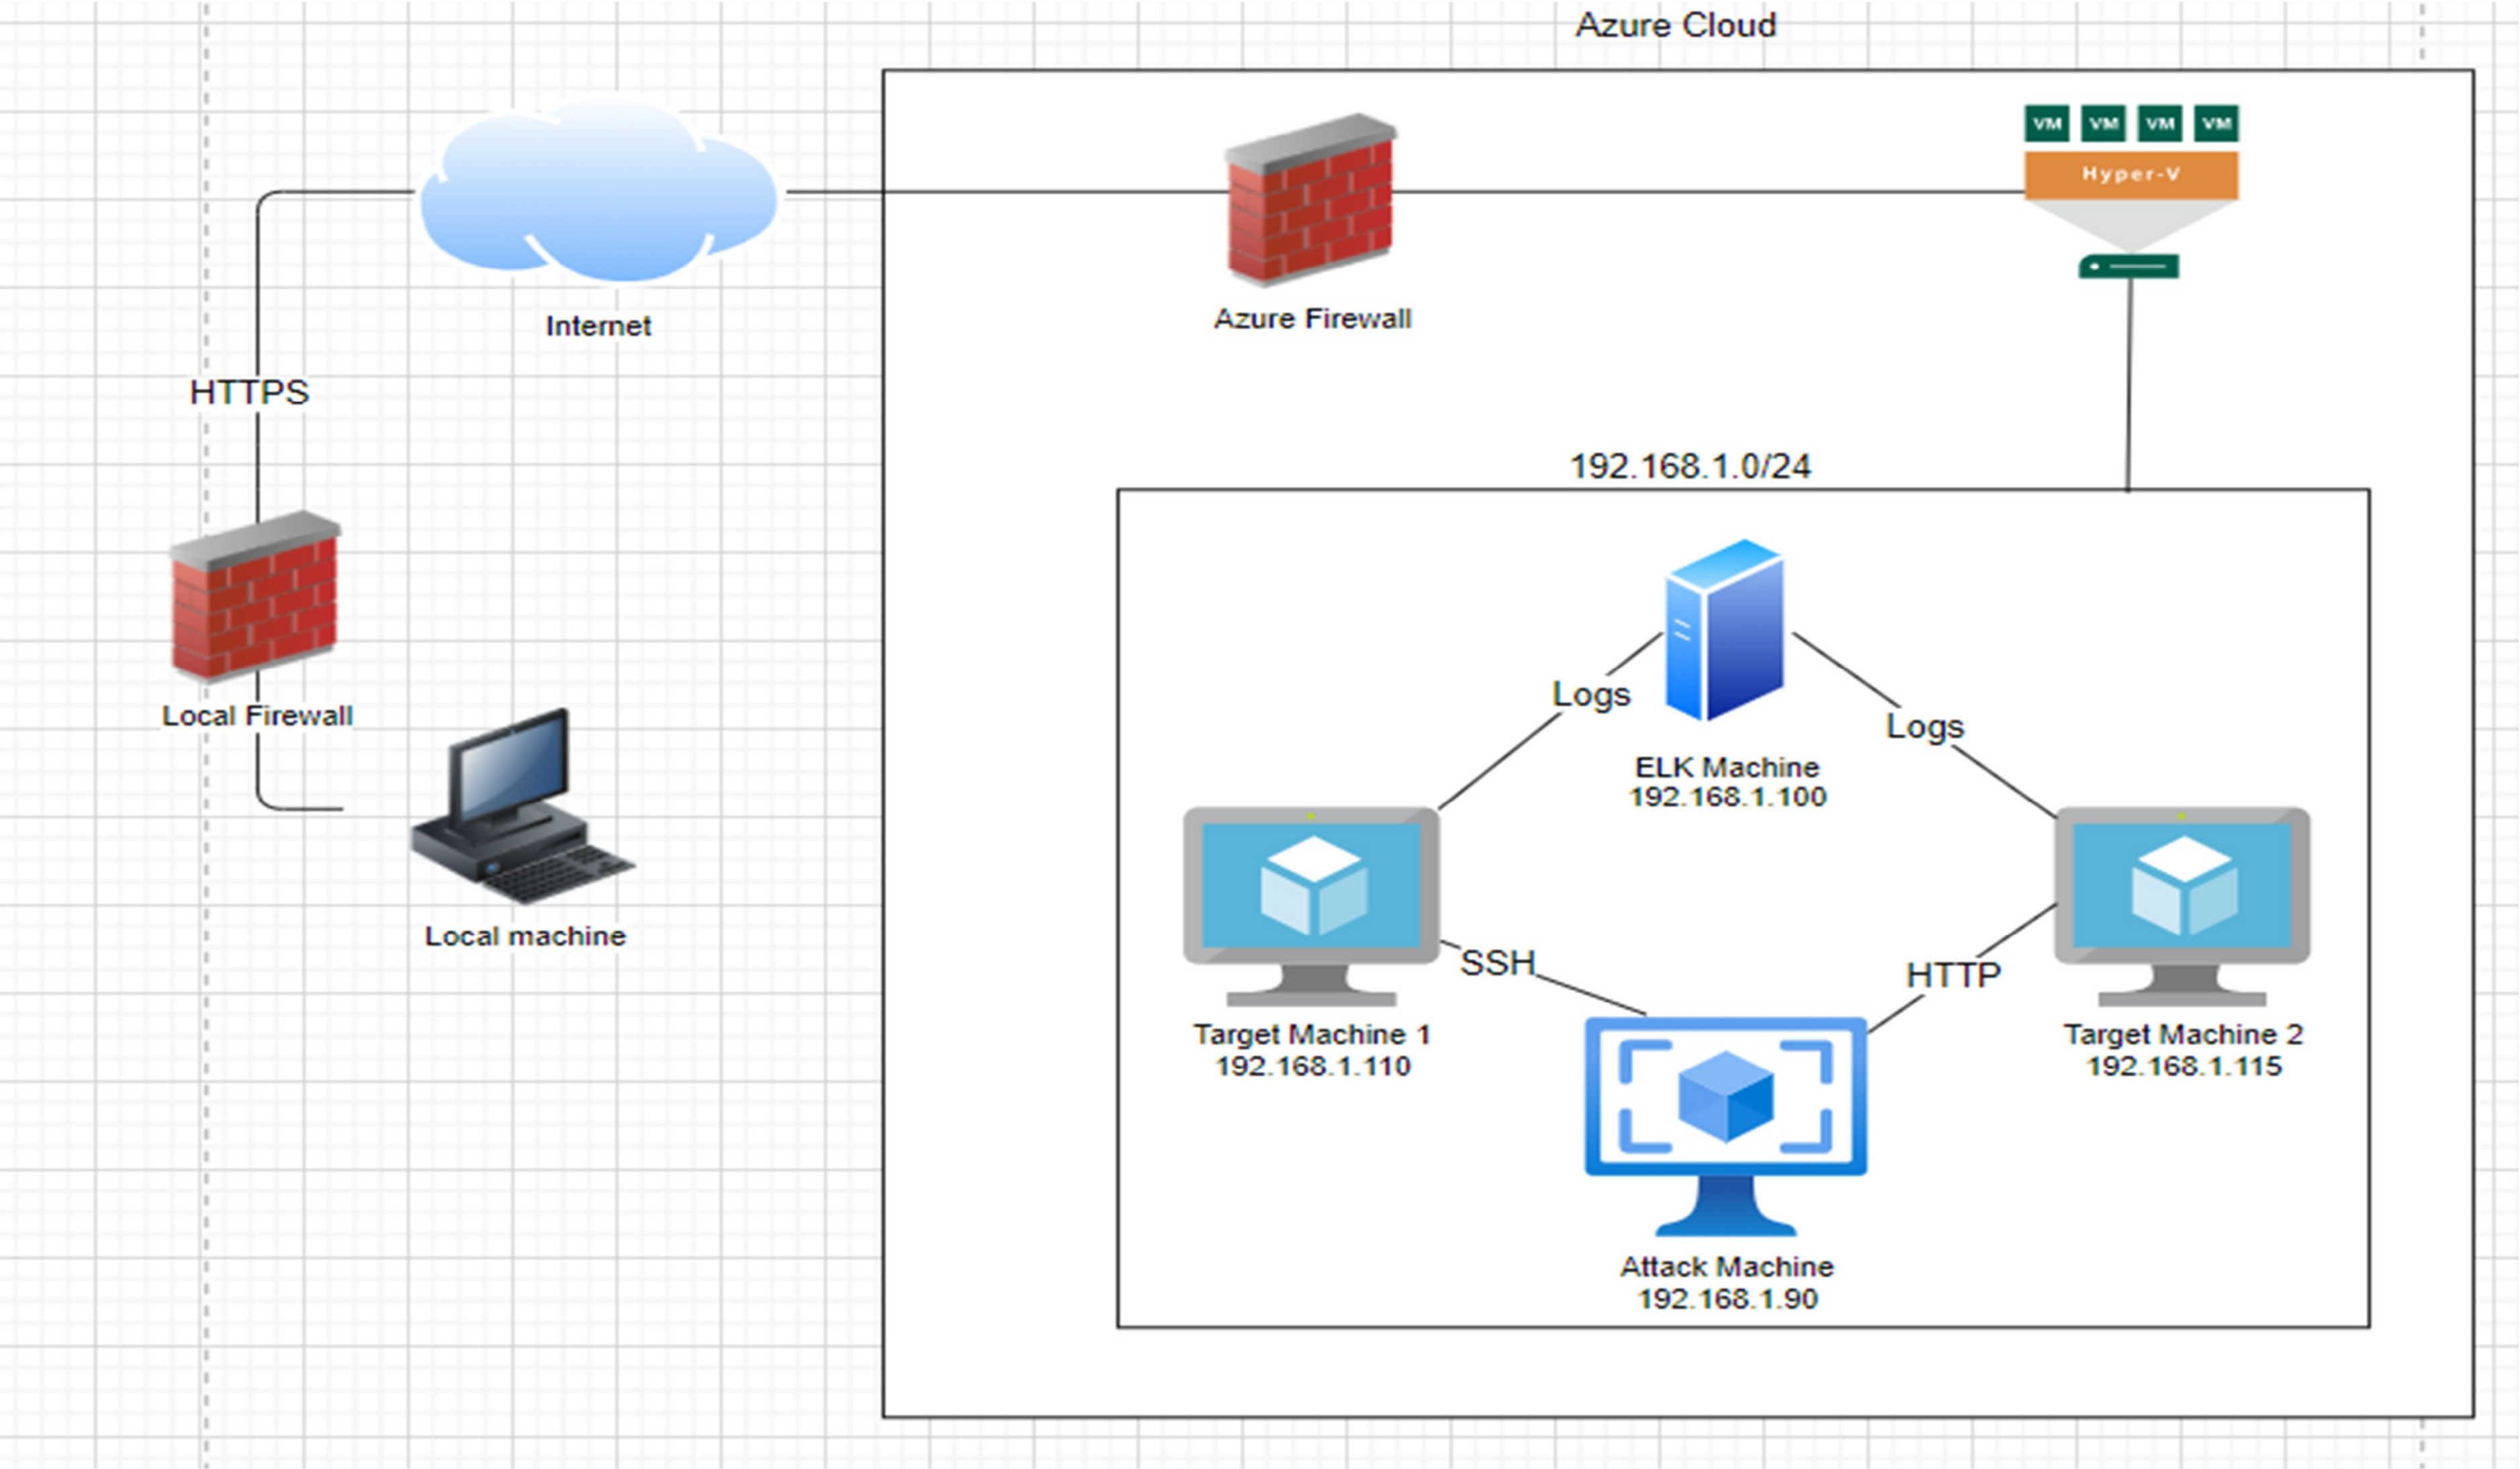 Azure Cloud
VM VM VM VM
Hyper-V
Internet
Azure Firewall
HTTPS
192.168.1.0/24
Local Firewall
Logs
Logs
ELK Machine
192.168.1.100
Local machine
SSH
HTTP
Target Machine 1
192.168.1.110
Target Machine 2
192.168.1.115
Attack Machine
192.168.1.90